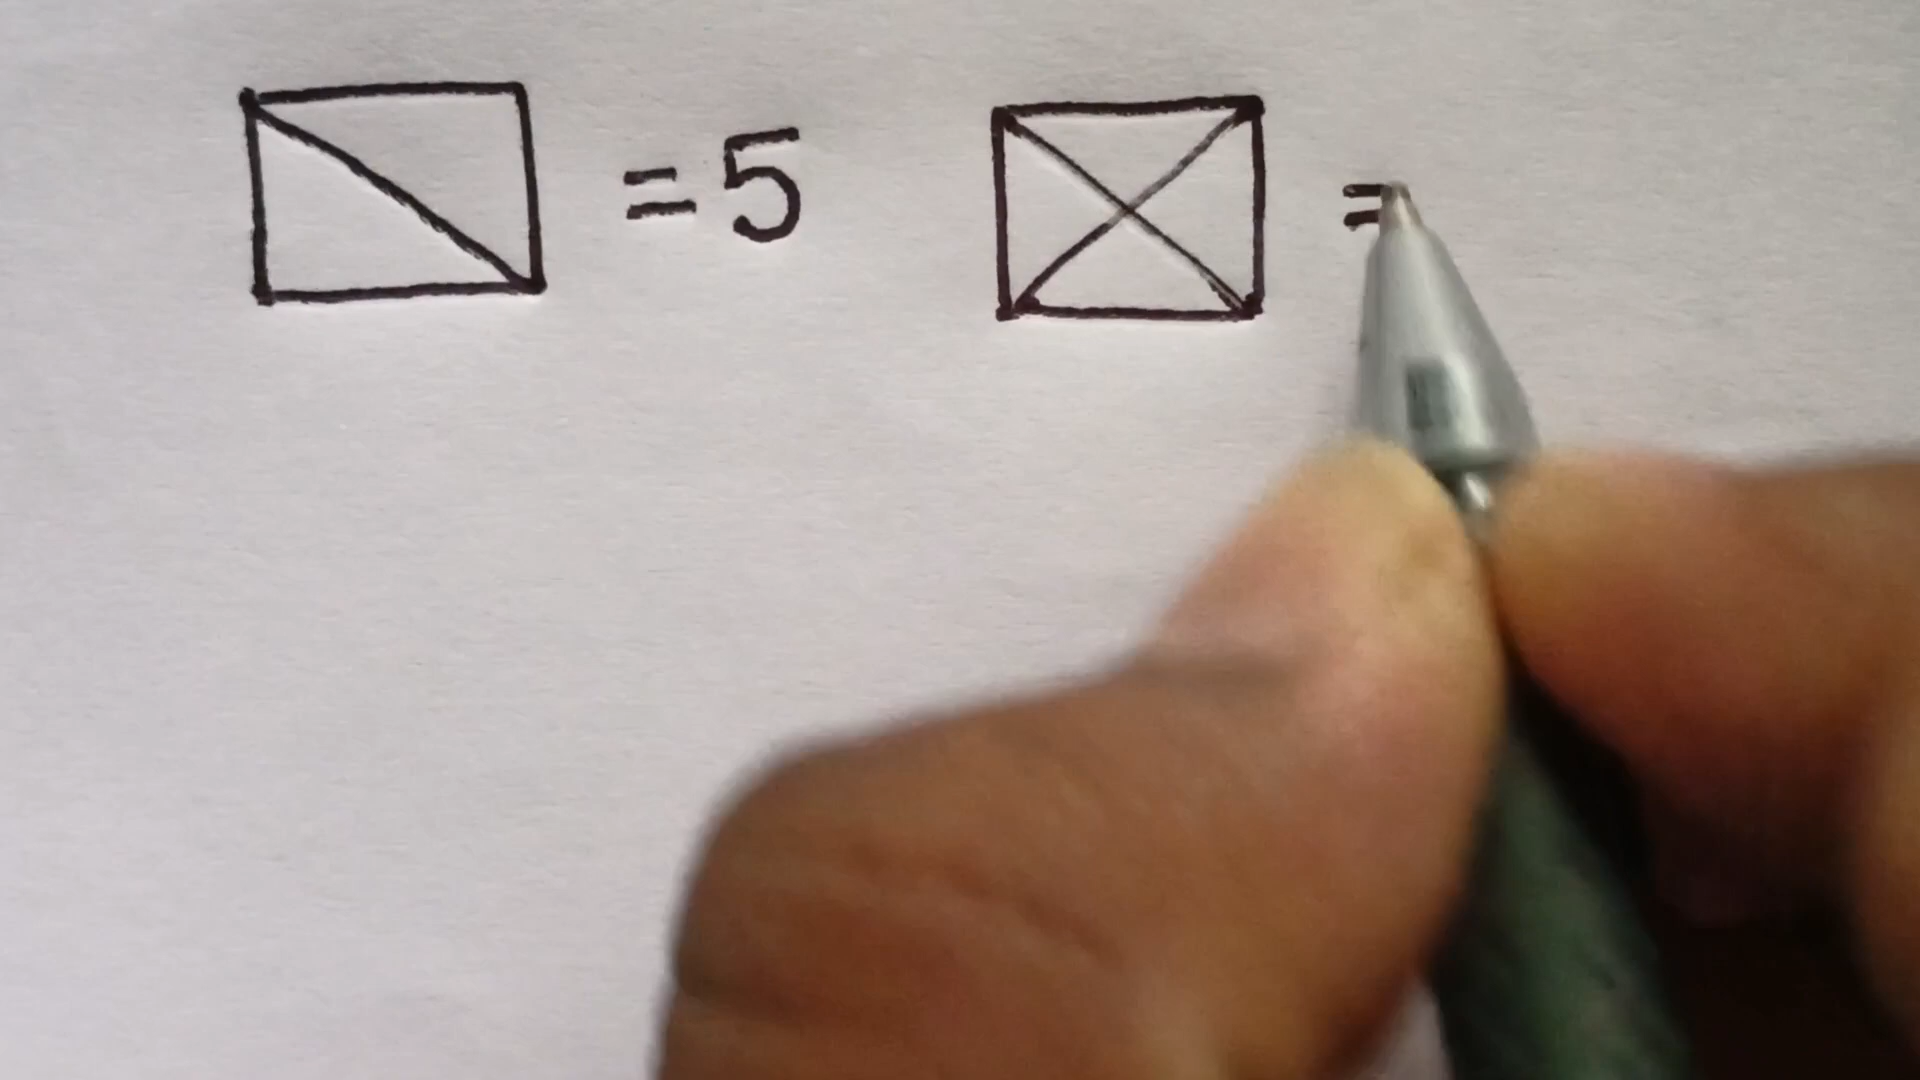 = 5 =